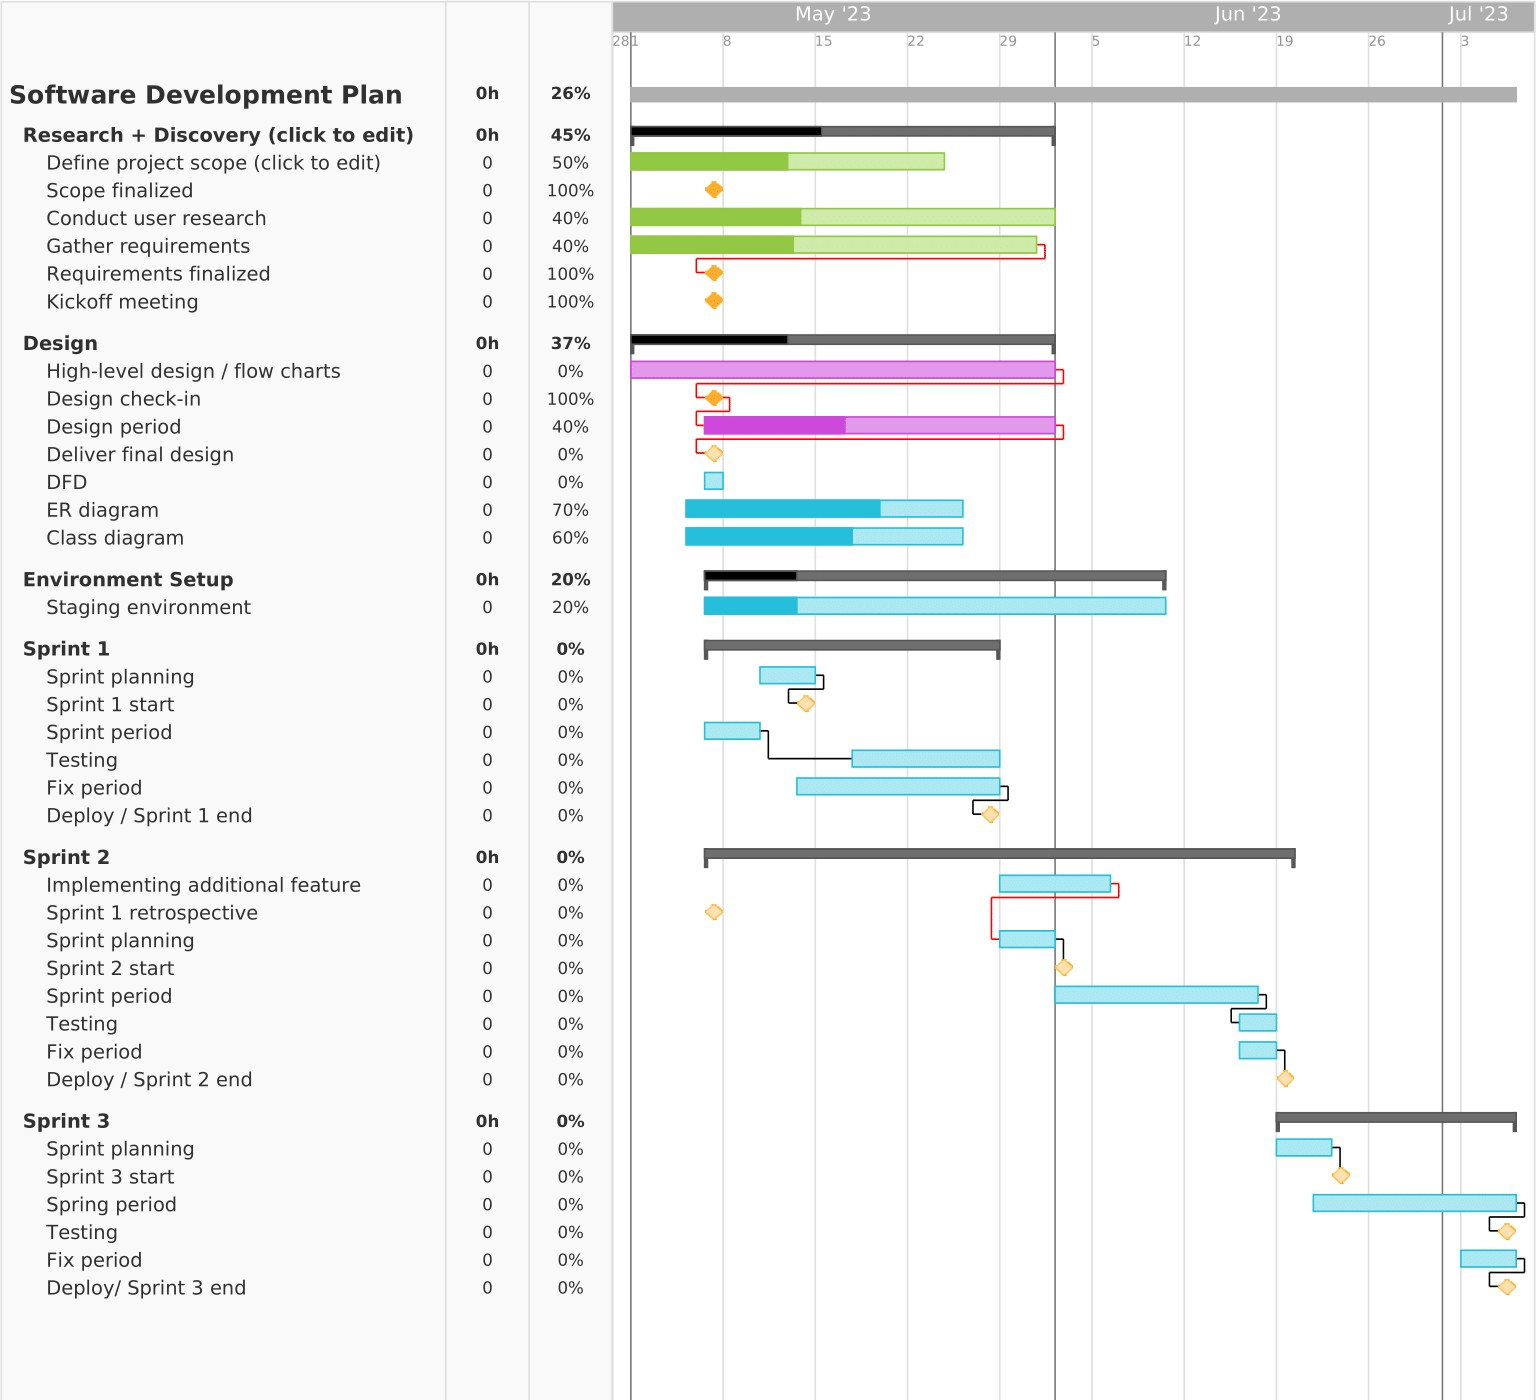 May '23 Jun '23 Jul '23
28 1 8 15 22 29 5 12 19 26 3
Software Development Plan 0h 26%
Research + Discovery (click to edit) 0h 45%
Define project scope (click to edit) 0 50%
Scope finalized 0 100%
Conduct user research 0 40%
Gather requirements 0 40%
Requirements finalized 0 100%
Kickoff meeting 0 100%
Design 0h 37%
High-level design / flow charts 0 0%
Design check-in 0 100%
Design period 0 40%
Deliver final design 0 0%
DFD 0 0%
ER diagram 0 70%
Class diagram 0 60%
Environment Setup 0h 20%
Staging environment 0 20%
Sprint 1 0h 0%
Sprint planning 0 0%
Sprint 1 start 0 0%
Sprint period 0 0%
Testing 0 0%
Fix period 0 0%
Deploy / Sprint 1 end 0 0%
Sprint 2 0h 0%
Implementing additional feature 0 0%
Sprint 1 retrospective 0 0%
Sprint planning 0 0%
Sprint 2 start 0 0%
Sprint period 0 0%
Testing 0 0%
Fix period 0 0%
Deploy / Sprint 2 end 0 0%
Sprint 3 0h 0%
Sprint planning 0 0%
Sprint 3 start 0 0%
Spring period 0 0%
Testing 0 0%
Fix period 0 0%
Deploy/ Sprint 3 end 0 0%